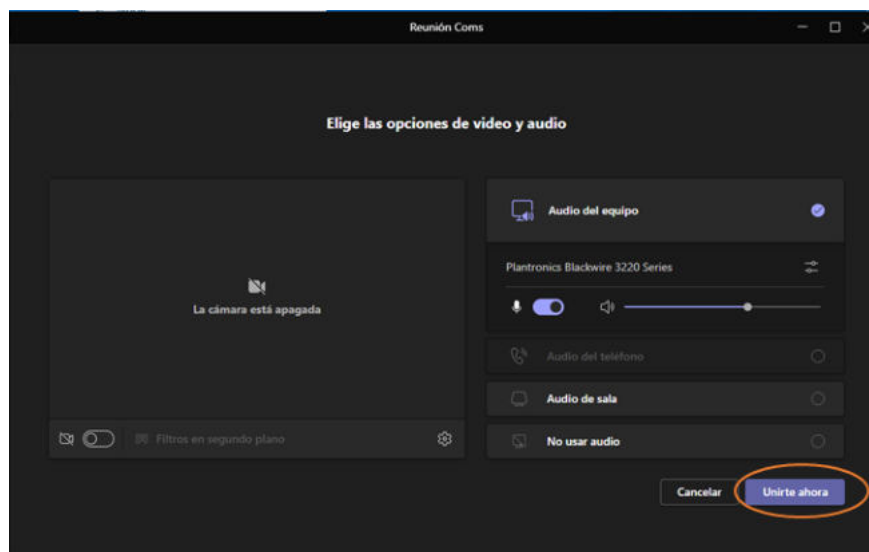 Reunión Coms
Elige las opciones de video y audio
La cámara está apagada
Filtros en segundo plano
Audio del equipo
Plantronics Blackwire 3220 Series
Audio del teléfono
Audio de sala
No usar audio
Cancelar
Unirte ahora